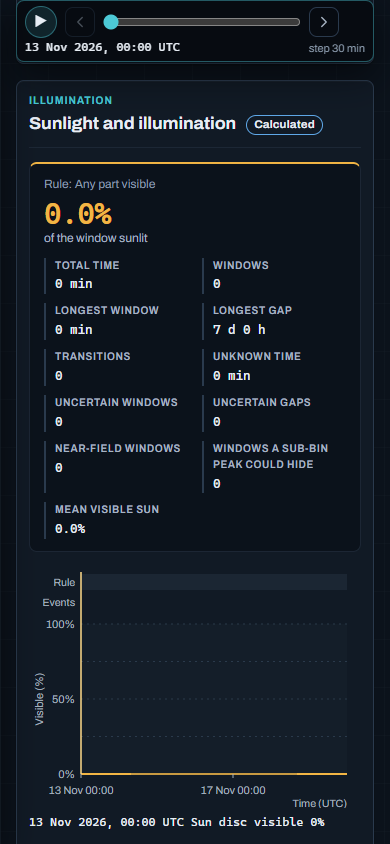 13 Nov 2026, 00:00 UTC
step 30 min
ILLUMINATION
Sunlight and illumination
Calculated
Rule: Any part visible
0.0%
of the window sunlit
TOTAL TIME
0 min
WINDOWS
0
LONGEST WINDOW
0 min
LONGEST GAP
7 d 0 h
TRANSITIONS
0
UNKNOWN TIME
0 min
UNCERTAIN WINDOWS
0
UNCERTAIN GAPS
0
NEAR-FIELD WINDOWS
0
WINDOWS A SUB-BIN
PEAK COULD HIDE
0
MEAN VISIBLE SUN
0.0%
Rule
Events
100%
50%
0%
Visible (%)
13 Nov 00:00
17 Nov 00:00
Time (UTC)
13 Nov 2026, 00:00 UTC Sun disc visible 0%